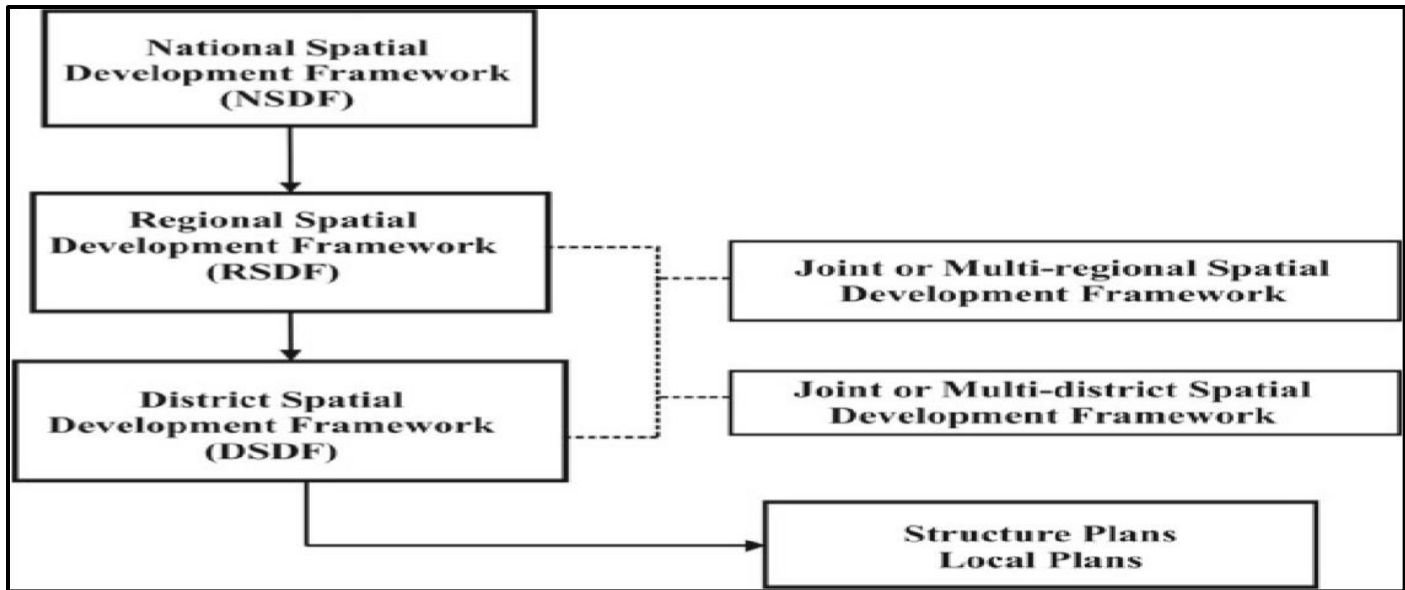 National Spatial
Development Framework
(NSDF)
Regional Spatial
Development Framework
(RSDF)
Joint or Multi-regional Spatial
Development Framework
District Spatial
Development Framework
(DSDF)
Joint or Multi-district Spatial
Development Framework
Structure Plans
Local Plans